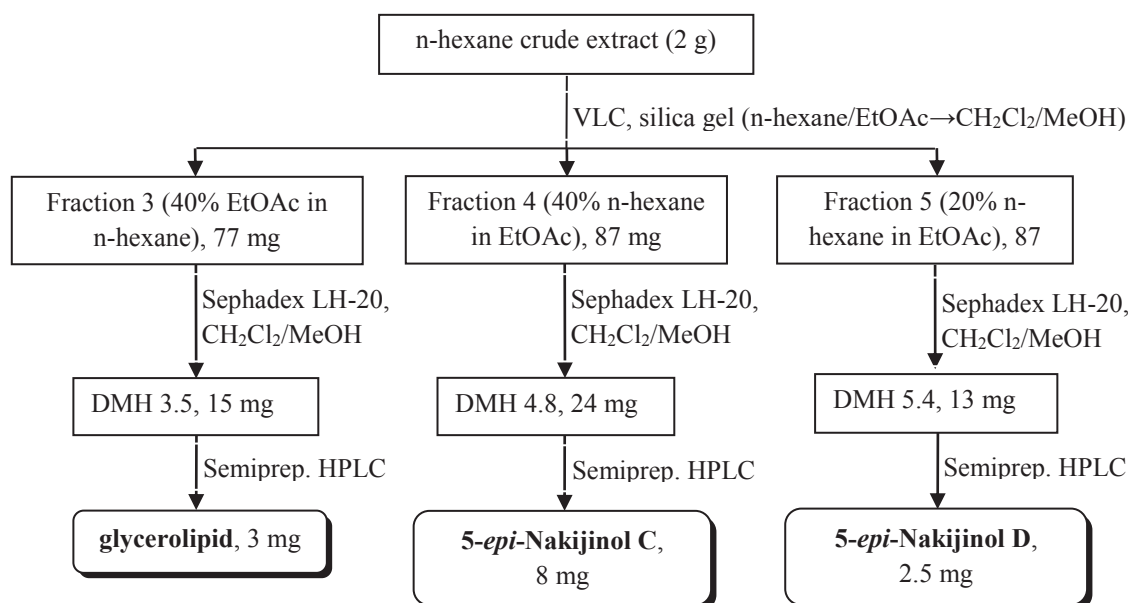 n-hexane crude extract (2 g)
VLC, silica gel (n-hexane/EtOAc→CH₂Cl₂/MeOH)
Fraction 3 (40% EtOAc in
n-hexane), 77 mg
Fraction 4 (40% n-hexane
in EtOAc), 87 mg
Fraction 5 (20% n-
hexane in EtOAc), 87
Sephadex LH-20,
CH₂Cl₂/MeOH
Sephadex LH-20,
CH₂Cl₂/MeOH
Sephadex LH-20,
CH₂Cl₂/MeOH
DMH 3.5, 15 mg
DMH 4.8, 24 mg
DMH 5.4, 13 mg
Semiprep. HPLC
Semiprep. HPLC
Semiprep. HPLC
glycerolipid, 3 mg
5-epi-Nakijinol C,
8 mg
5-epi-Nakijinol D,
2.5 mg